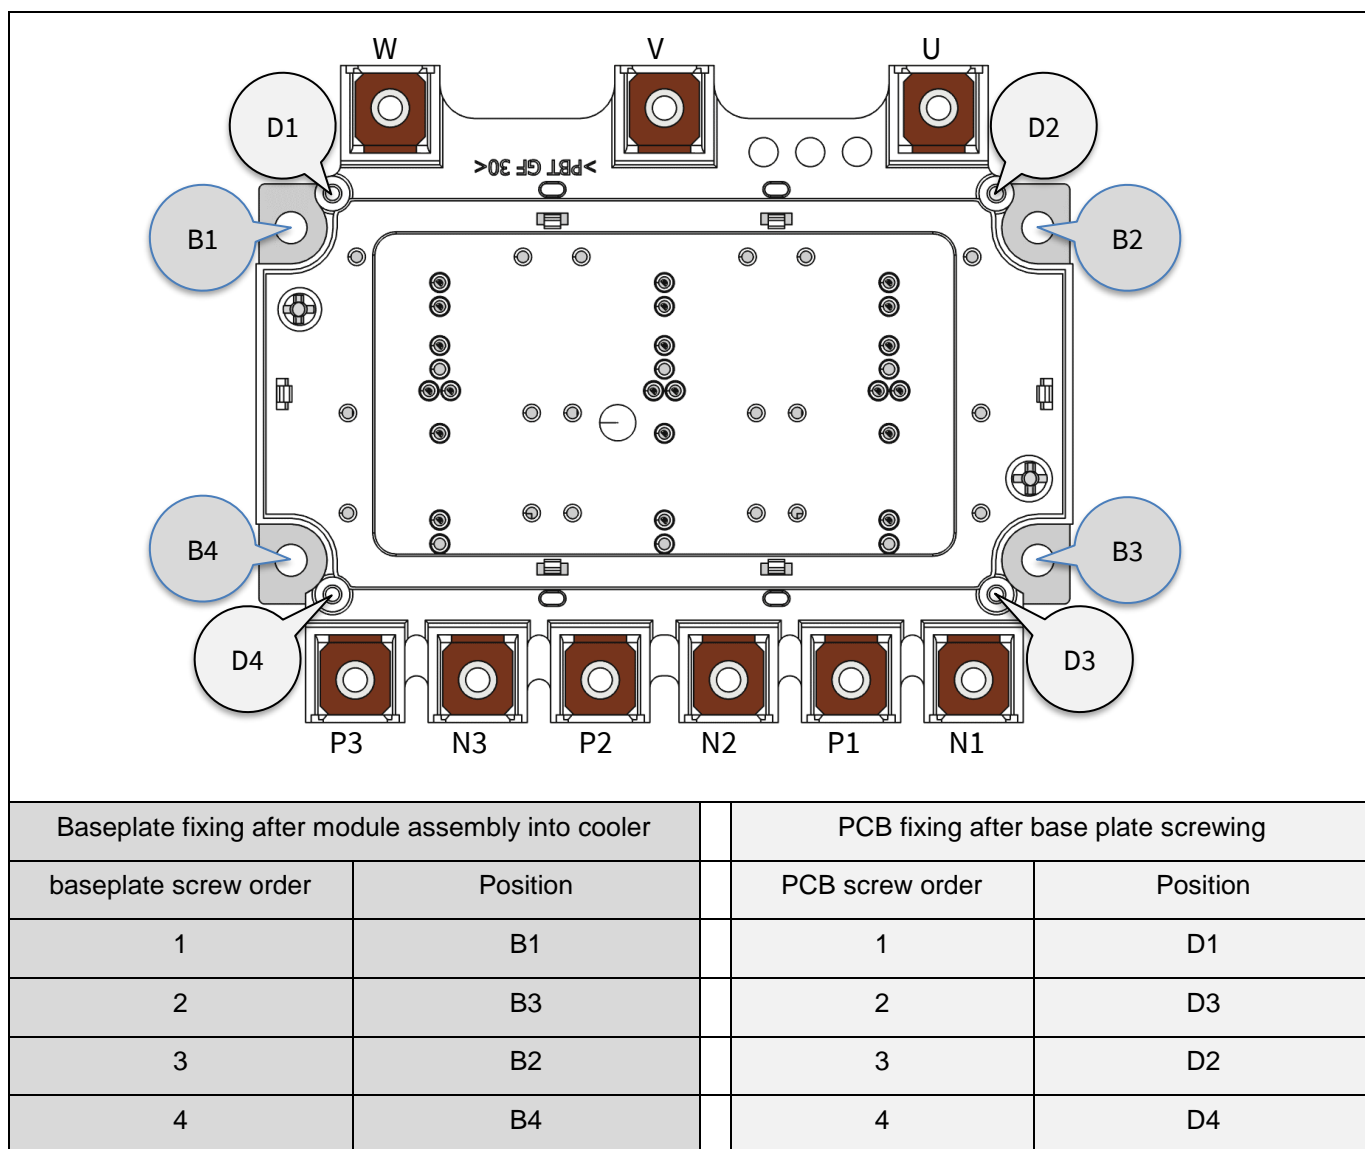 W V U
D1 D2
>PBT GF 30<
B1 B2
B4 B3
D4 D3
P3 N3 P2 N2 P1 N1
Baseplate fixing after module assembly into cooler PCB fixing after base plate screwing
baseplate screw order Position PCB screw order Position
1 B1 1 D1
2 B3 2 D3
3 B2 3 D2
4 B4 4 D4